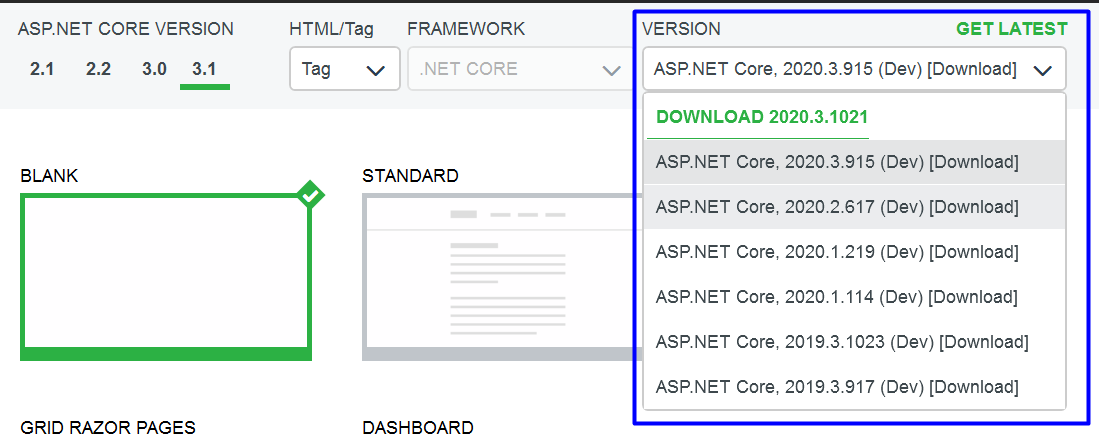 ASP.NET CORE VERSION HTML/Tag FRAMEWORK VERSION GET LATEST
2.1 2.2 3.0 3.1 Tag .NET CORE ASP.NET Core, 2020.3.915 (Dev) [Download]
DOWNLOAD 2020.3.1021
ASP.NET Core, 2020.3.915 (Dev) [Download]
ASP.NET Core, 2020.2.617 (Dev) [Download]
ASP.NET Core, 2020.1.219 (Dev) [Download]
ASP.NET Core, 2020.1.114 (Dev) [Download]
ASP.NET Core, 2019.3.1023 (Dev) [Download]
ASP.NET Core, 2019.3.917 (Dev) [Download]
BLANK STANDARD
GRID RAZOR PAGES DASHBOARD